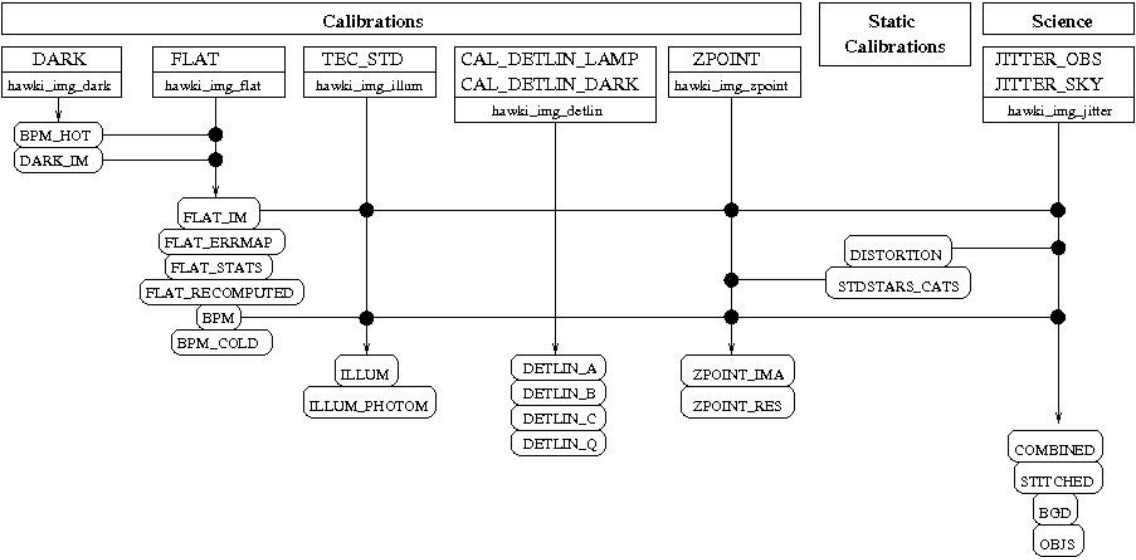 Calibrations
Static
Calibrations
Science
DARK
hawki_img_dark
FLAT
hawki_img_flat
TEC_STD
hawki_img_illum
CAL_DETLIN_LAMP
CAL_DETLIN_DARK
hawki_img_detlin
ZPOINT
hawki_img_zpoint
JITTER_OBS
JITTER_SKY
hawki_img_jitter
BPM_HOT
DARK_IM
FLAT_IM
FLAT_ERRMAP
FLAT_STATS
FLAT_RECOMPUTED
BPM
BPM_COLD
DISTORTION
STDSTARS_CATS
ILLUM
ILLUM_PHOTOM
DETLIN_A
DETLIN_B
DETLIN_C
DETLIN_Q
ZPOINT_IMA
ZPOINT_RES
COMBINED
STITCHED
BGD
OBJS